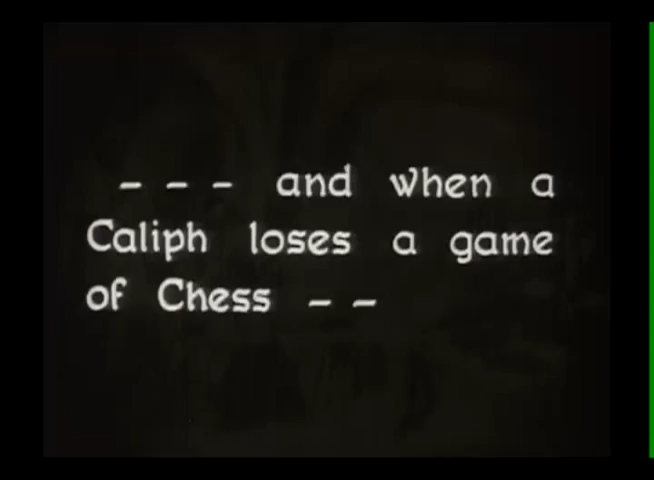 --- and when a
Caliph loses a game
of Chess --